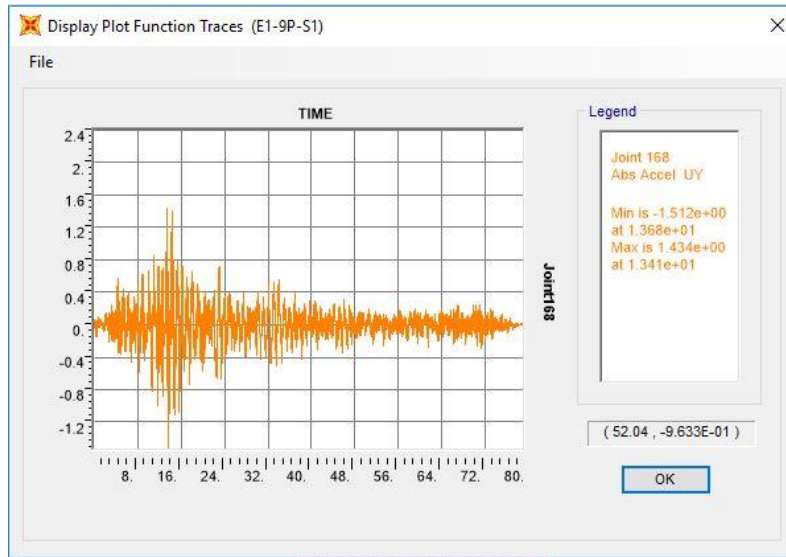 Display Plot Function Traces (E1-9P-S1)
File
TIME
2.4
2.
1.6
1.2
0.8
0.4
0.
-0.4
-0.8
-1.2
8. 16. 24. 32. 40. 48. 56. 64. 72. 80.
Joint168
Legend
Joint 168
Abs Accel UY
Min is -1.512e+00
at 1.368e+01
Max is 1.434e+00
at 1.341e+01
( 52.04 , -9.633E-01 )
OK